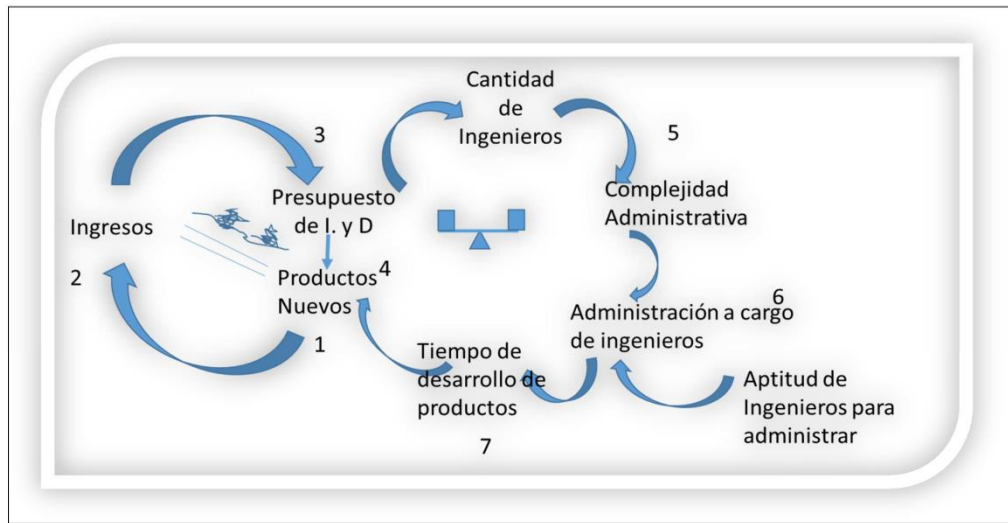 Cantidad
de
Ingenieros
3
5
Presupuesto
de I. y D
Complejidad
Administrativa
Ingresos
2
Productos
4
Nuevos
1
6
Administración a cargo
de ingenieros
Tiempo de
desarrollo de
productos
7
Aptitud de
Ingenieros para
administrar